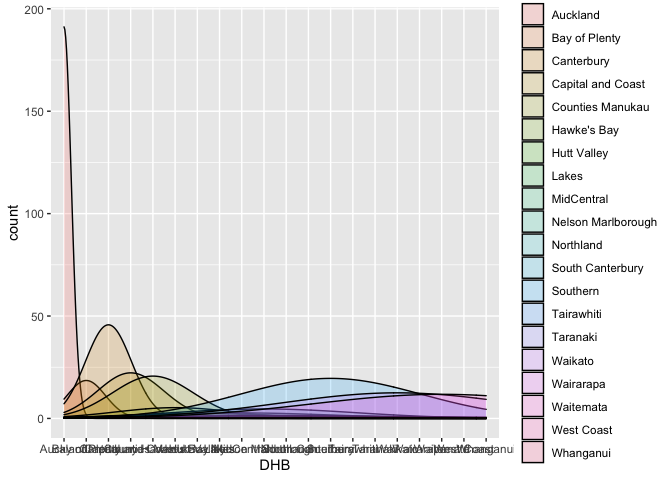 200
150
100
50
0
count
DHB
Auckland
Bay of Plenty
Canterbury
Capital and Coast
Counties Manukau
Hawke's Bay
Hutt Valley
Lakes
MidCentral
Nelson Marlborough
Northland
South Canterbury
Southern
Tairawhiti
Taranaki
Waikato
Wairarapa
Waitemata
West Coast
Whanganui